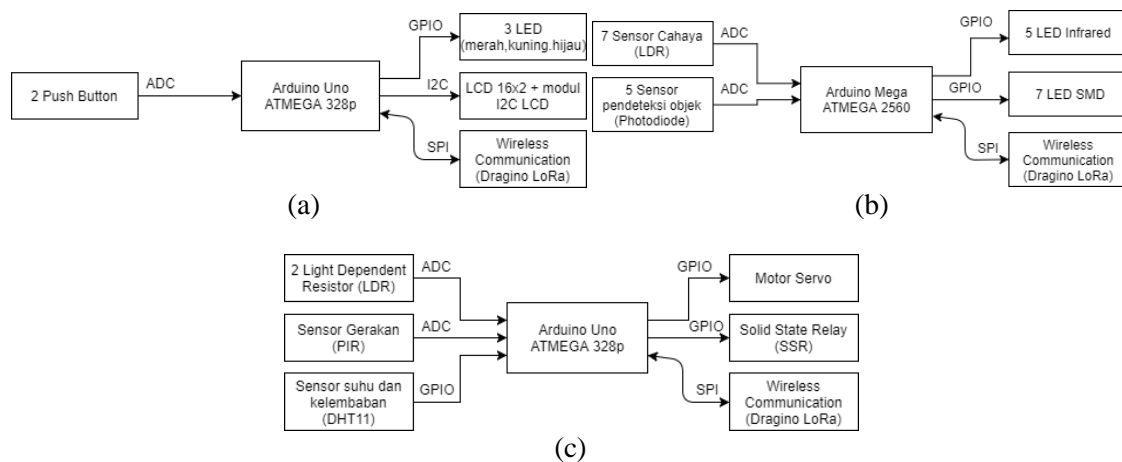 2 Push Button
ADC
Arduino Uno
ATMEGA 328p
GPIO
3 LED
(merah,kuning.hijau)
I2C
LCD 16x2 + modul
I2C LCD
SPI
Wireless
Communication
(Dragino LoRa)
(a)
7 Sensor Cahaya
(LDR)
ADC
5 Sensor
pendeteksi objek
(Photodiode)
ADC
Arduino Mega
ATMEGA 2560
GPIO
5 LED Infrared
GPIO
7 LED SMD
SPI
Wireless
Communication
(Dragino LoRa)
(b)
2 Light Dependent
Resistor (LDR)
ADC
Sensor Gerakan
(PIR)
ADC
Sensor suhu dan
kelembaban
(DHT11)
GPIO
Arduino Uno
ATMEGA 328p
GPIO
Motor Servo
GPIO
Solid State Relay
(SSR)
SPI
Wireless
Communication
(Dragino LoRa)
(c)